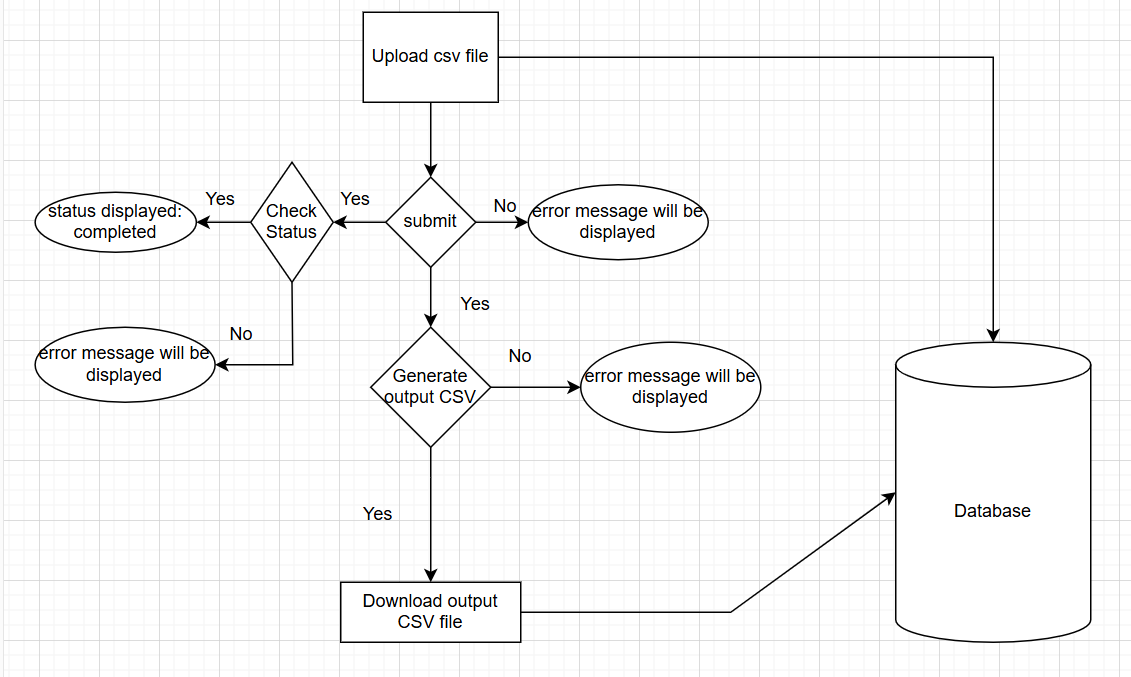 Upload csv file
Yes
Yes
No
status displayed:
completed
Check
Status
submit
error message will be
displayed
Yes
No
error message will be
displayed
No
Generate
output CSV
error message will be
displayed
Yes
Database
Download output
CSV file